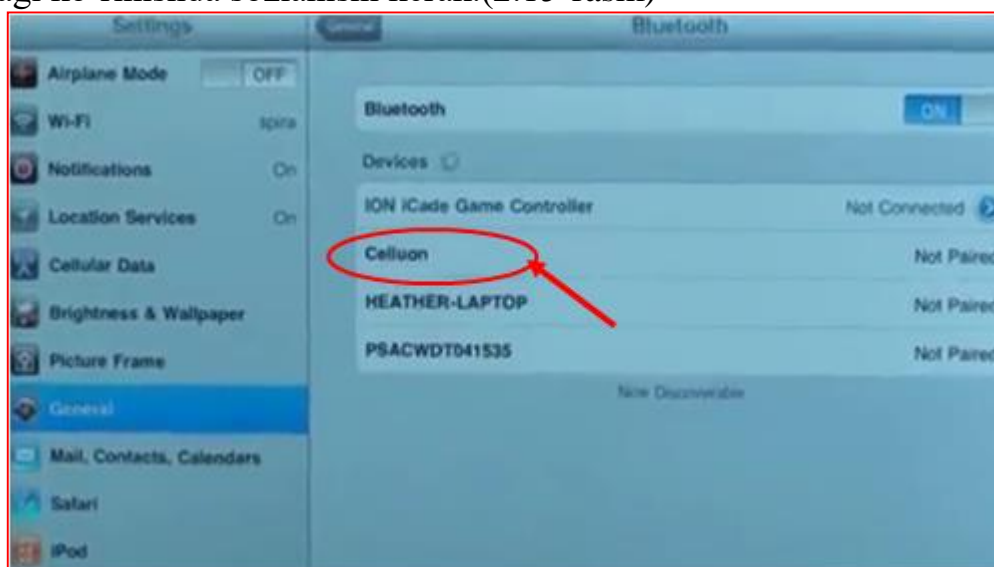 Settings
General
Bluetooth
Airplane Mode OFF
Wi-Fi spira
Notifications On
Location Services On
Cellular Data
Brightness & Wallpaper
Picture Frame
General
Mail, Contacts, Calendars
Safari
iPod
Bluetooth ON
Devices
ION iCade Game Controller Not Connected
Celluon Not Paired
HEATHER-LAPTOP Not Paired
PSACWDT041535 Not Paired
Now Discoverable